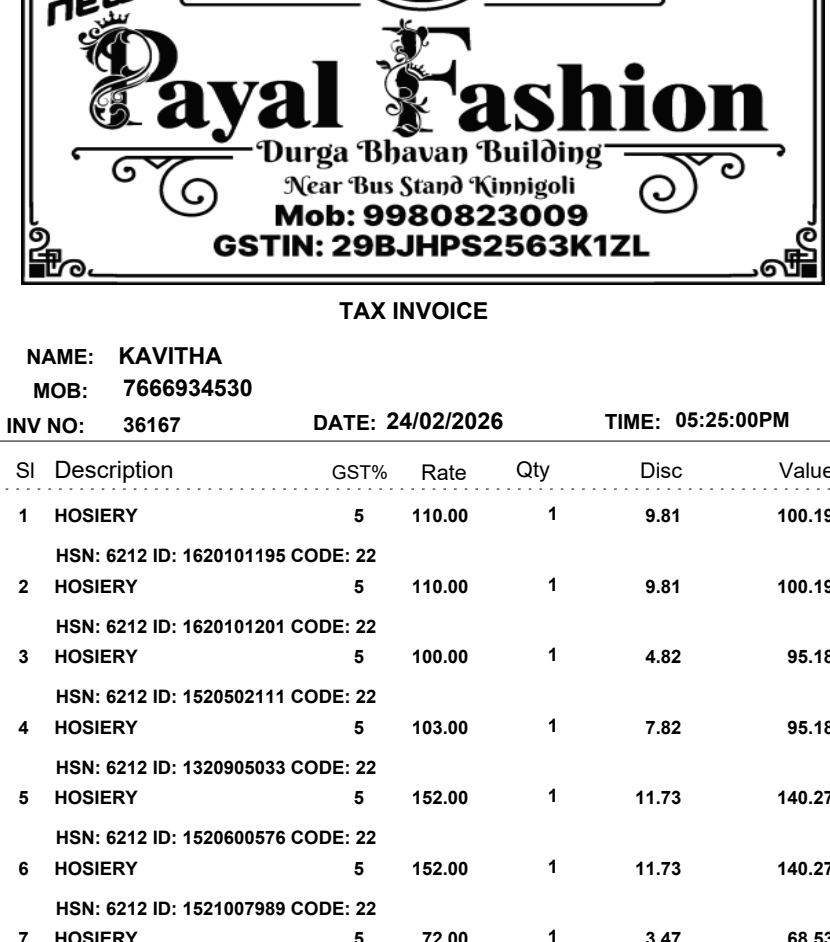 new
Payal Fashion
Durga Bhavan Building
Near Bus Stand Kinnigoli
Mob: 9980823009
GSTIN: 29BJHPS2563K1ZL
TAX INVOICE
NAME: KAVITHA
MOB: 7666934530
INV NO: 36167 DATE: 24/02/2026 TIME: 05:25:00PM
Sl Description GST% Rate Qty Disc Value
1 HOSIERY 5 110.00 1 9.81 100.19
HSN: 6212 ID: 1620101195 CODE: 22
2 HOSIERY 5 110.00 1 9.81 100.19
HSN: 6212 ID: 1620101201 CODE: 22
3 HOSIERY 5 100.00 1 4.82 95.18
HSN: 6212 ID: 1520502111 CODE: 22
4 HOSIERY 5 103.00 1 7.82 95.18
HSN: 6212 ID: 1320905033 CODE: 22
5 HOSIERY 5 152.00 1 11.73 140.27
HSN: 6212 ID: 1520600576 CODE: 22
6 HOSIERY 5 152.00 1 11.73 140.27
HSN: 6212 ID: 1521007989 CODE: 22
7 HOSIERY 5 72.00 1 3.47 68.53